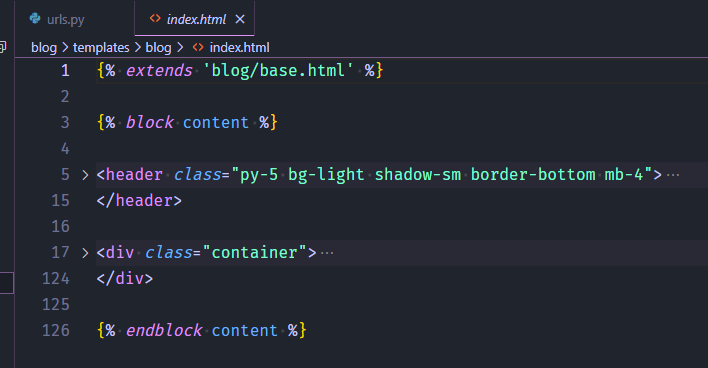 urls.py
index.html
blog > templates > blog > index.html
1 {% extends 'blog/base.html' %}
2
3 {% block content %}
4
5 <header class="py-5 bg-light shadow-sm border-bottom mb-4">···
15 </header>
16
17 <div class="container">···
124 </div>
125
126 {% endblock content %}